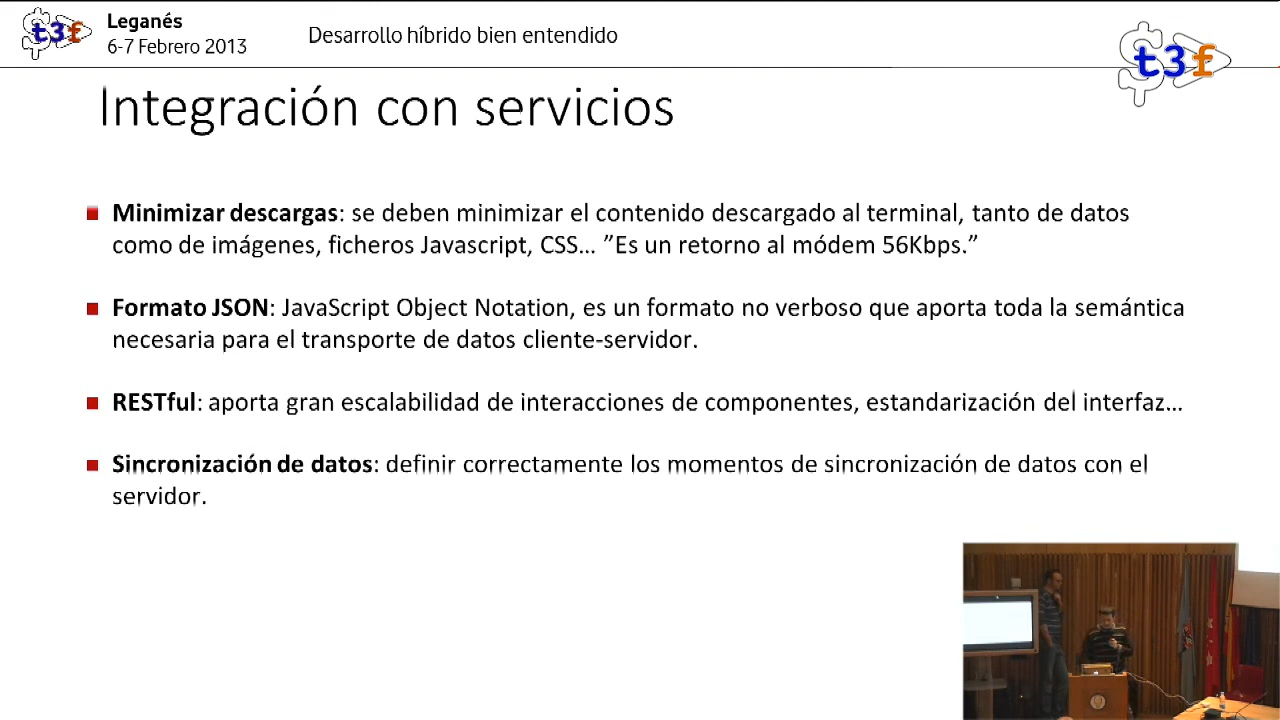 t3f
Leganés
6-7 Febrero 2013
Desarrollo híbrido bien entendido
t3f
Integración con servicios
Minimizar descargas: se deben minimizar el contenido descargado al terminal, tanto de datos
como de imágenes, ficheros Javascript, CSS… ”Es un retorno al módem 56Kbps.”
Formato JSON: JavaScript Object Notation, es un formato no verboso que aporta toda la semántica
necesaria para el transporte de datos cliente-servidor.
RESTful: aporta gran escalabilidad de interacciones de componentes, estandarización del interfaz…
Sincronización de datos: definir correctamente los momentos de sincronización de datos con el
servidor.